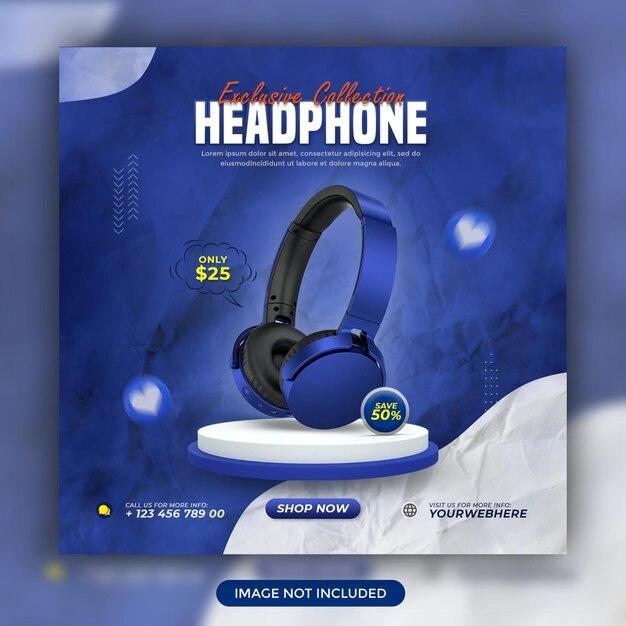 Exclusive Collection
HEADPHONE
Lorem ipsum dolor sit amet, consectetur adipiscing elit, sed do
eiusmodincididunt ut labore et dolore magna aliqua.
ONLY
$25
SAVE
50%
CALL US FOR MORE INFO:
+ 123 456 789 00
SHOP NOW
VISIT US FOR MORE INFO:
YOURWEBHERE
IMAGE NOT INCLUDED